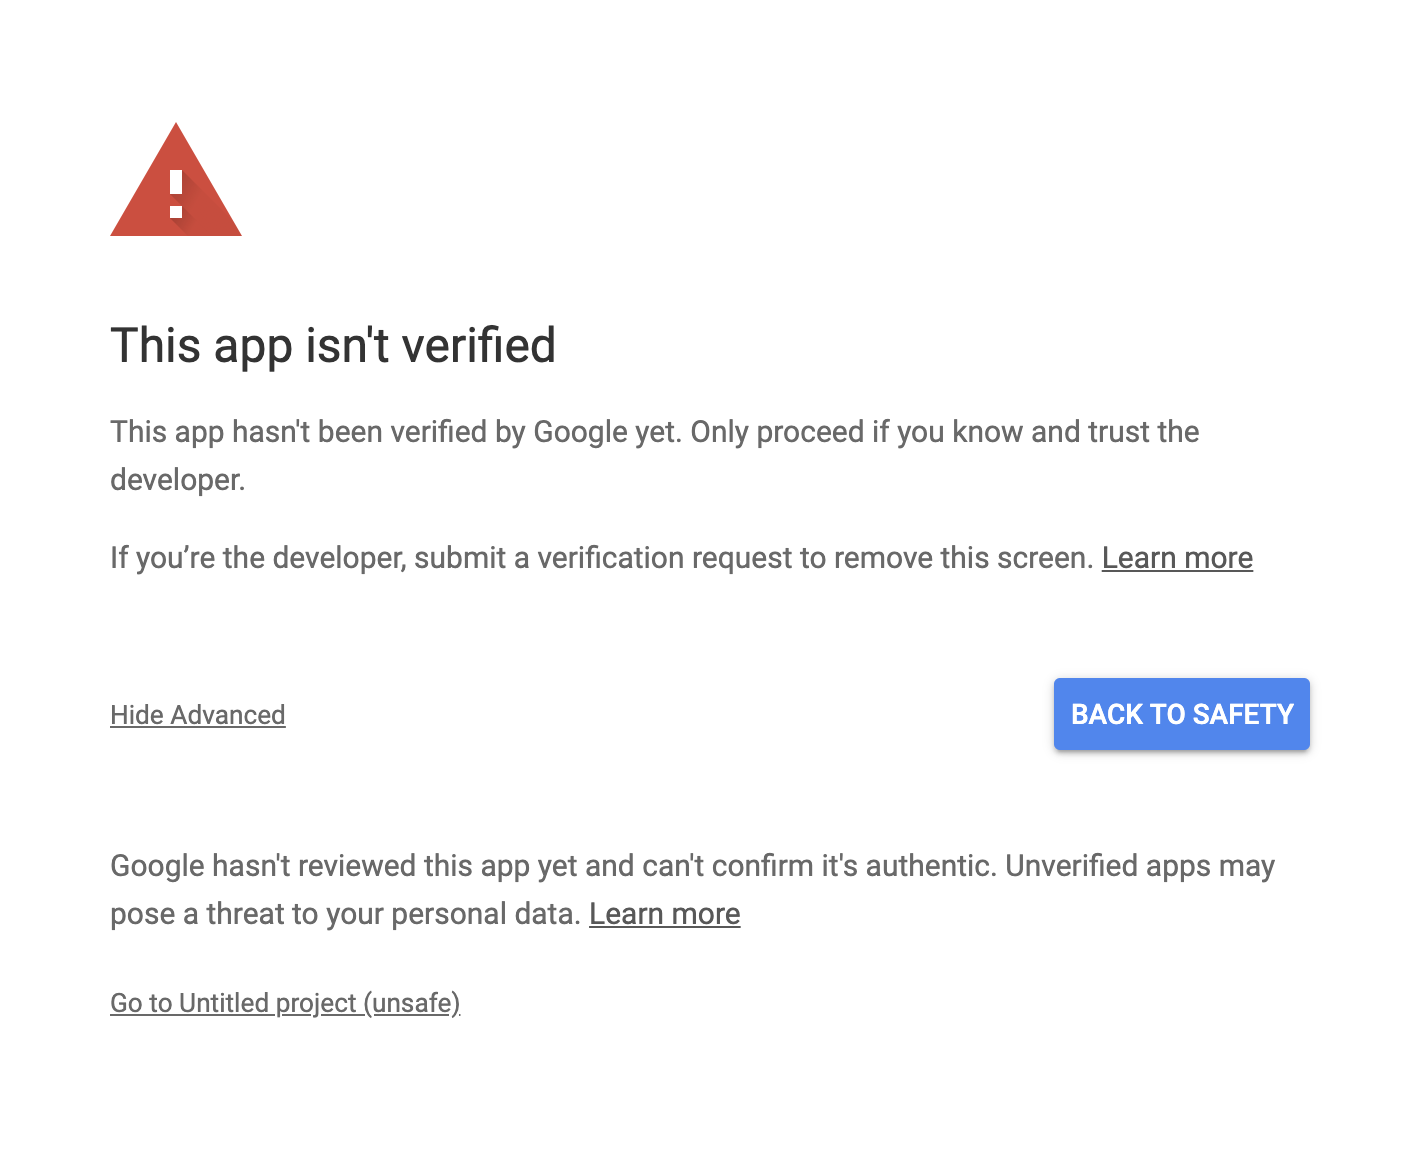 This app isn't verified
This app hasn't been verified by Google yet. Only proceed if you know and trust the
developer.
If you’re the developer, submit a verification request to remove this screen. Learn more
Hide Advanced
BACK TO SAFETY
Google hasn't reviewed this app yet and can't confirm it's authentic. Unverified apps may
pose a threat to your personal data. Learn more
Go to Untitled project (unsafe)